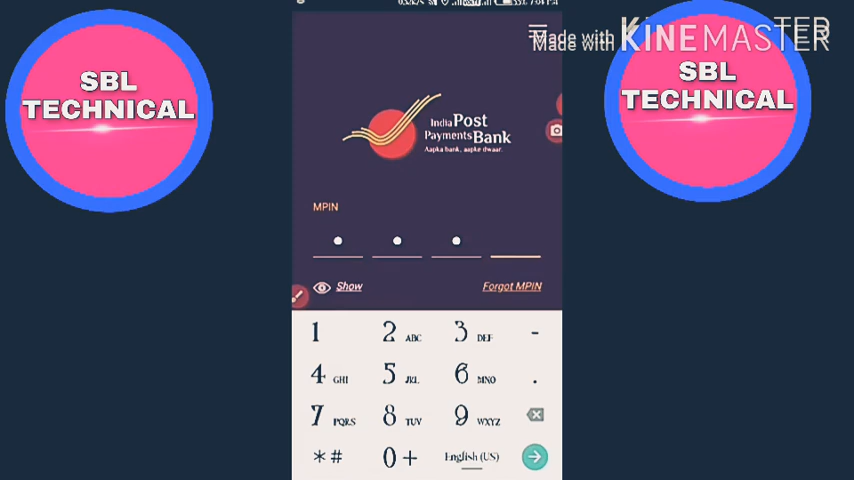 SBL
TECHNICAL
Made with KINEMASTER
SBL
TECHNICAL
India Post
Payments Bank
Aapka bank, aapke dwaar.
MPIN
Show
Forgot MPIN
1 2 ABC 3 DEF -
4 GHI 5 JKL 6 MNO .
7 PQRS 8 TUV 9 WXYZ
*# 0+ English (US)